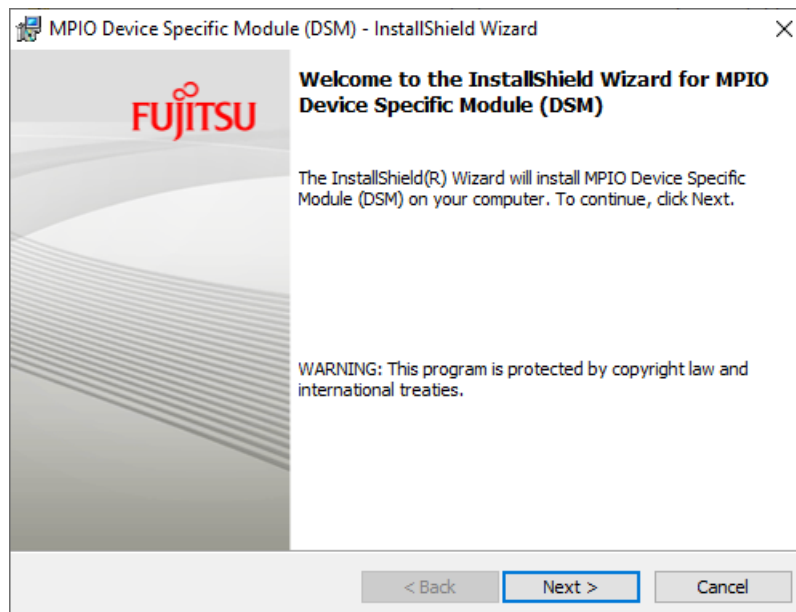 MPIO Device Specific Module (DSM) - InstallShield Wizard
FUJITSU
Welcome to the InstallShield Wizard for MPIO
Device Specific Module (DSM)
The InstallShield(R) Wizard will install MPIO Device Specific
Module (DSM) on your computer. To continue, click Next.
WARNING: This program is protected by copyright law and
international treaties.
< Back
Next >
Cancel